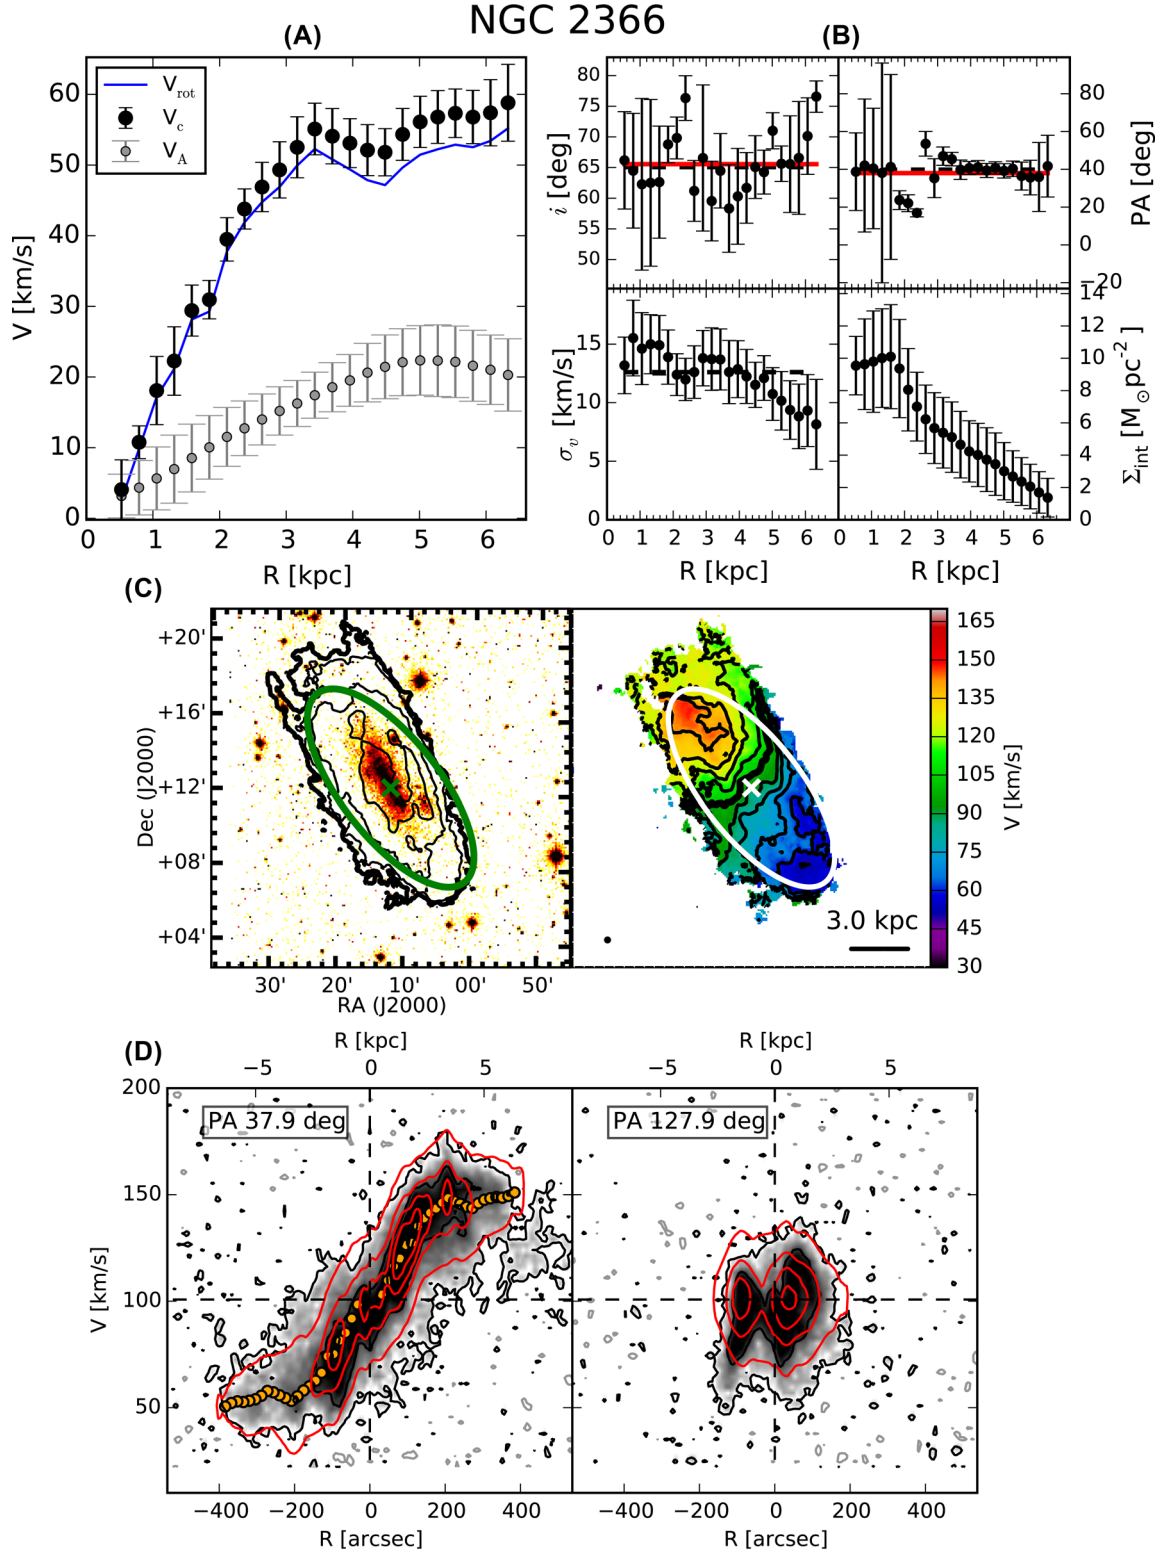 NGC 2366
(A)
(B)
V_rot
V_c
V_A
60
50
40
30
20
10
0
V [km/s]
0 1 2 3 4 5 6
R [kpc]
80
75
70
65
60
55
50
i [deg]
80
60
40
20
0
−20
PA [deg]
15
10
5
0
σ_v [km/s]
14
12
10
8
6
4
2
0
Σ_int [M_⊙pc⁻²]
0 1 2 3 4 5 6
R [kpc]
0 1 2 3 4 5 6
R [kpc]
(C)
+20'
+16'
+12'
+08'
+04'
Dec (J2000)
30' 20' 10' 00' 50'
RA (J2000)
3.0 kpc
165
150
135
120
105
90
75
60
45
30
V [km/s]
(D)
R [kpc]
−5 0 5
R [kpc]
−5 0 5
PA 37.9 deg
PA 127.9 deg
200
150
100
50
V [km/s]
−400 −200 0 200 400
R [arcsec]
−400 −200 0 200 400
R [arcsec]